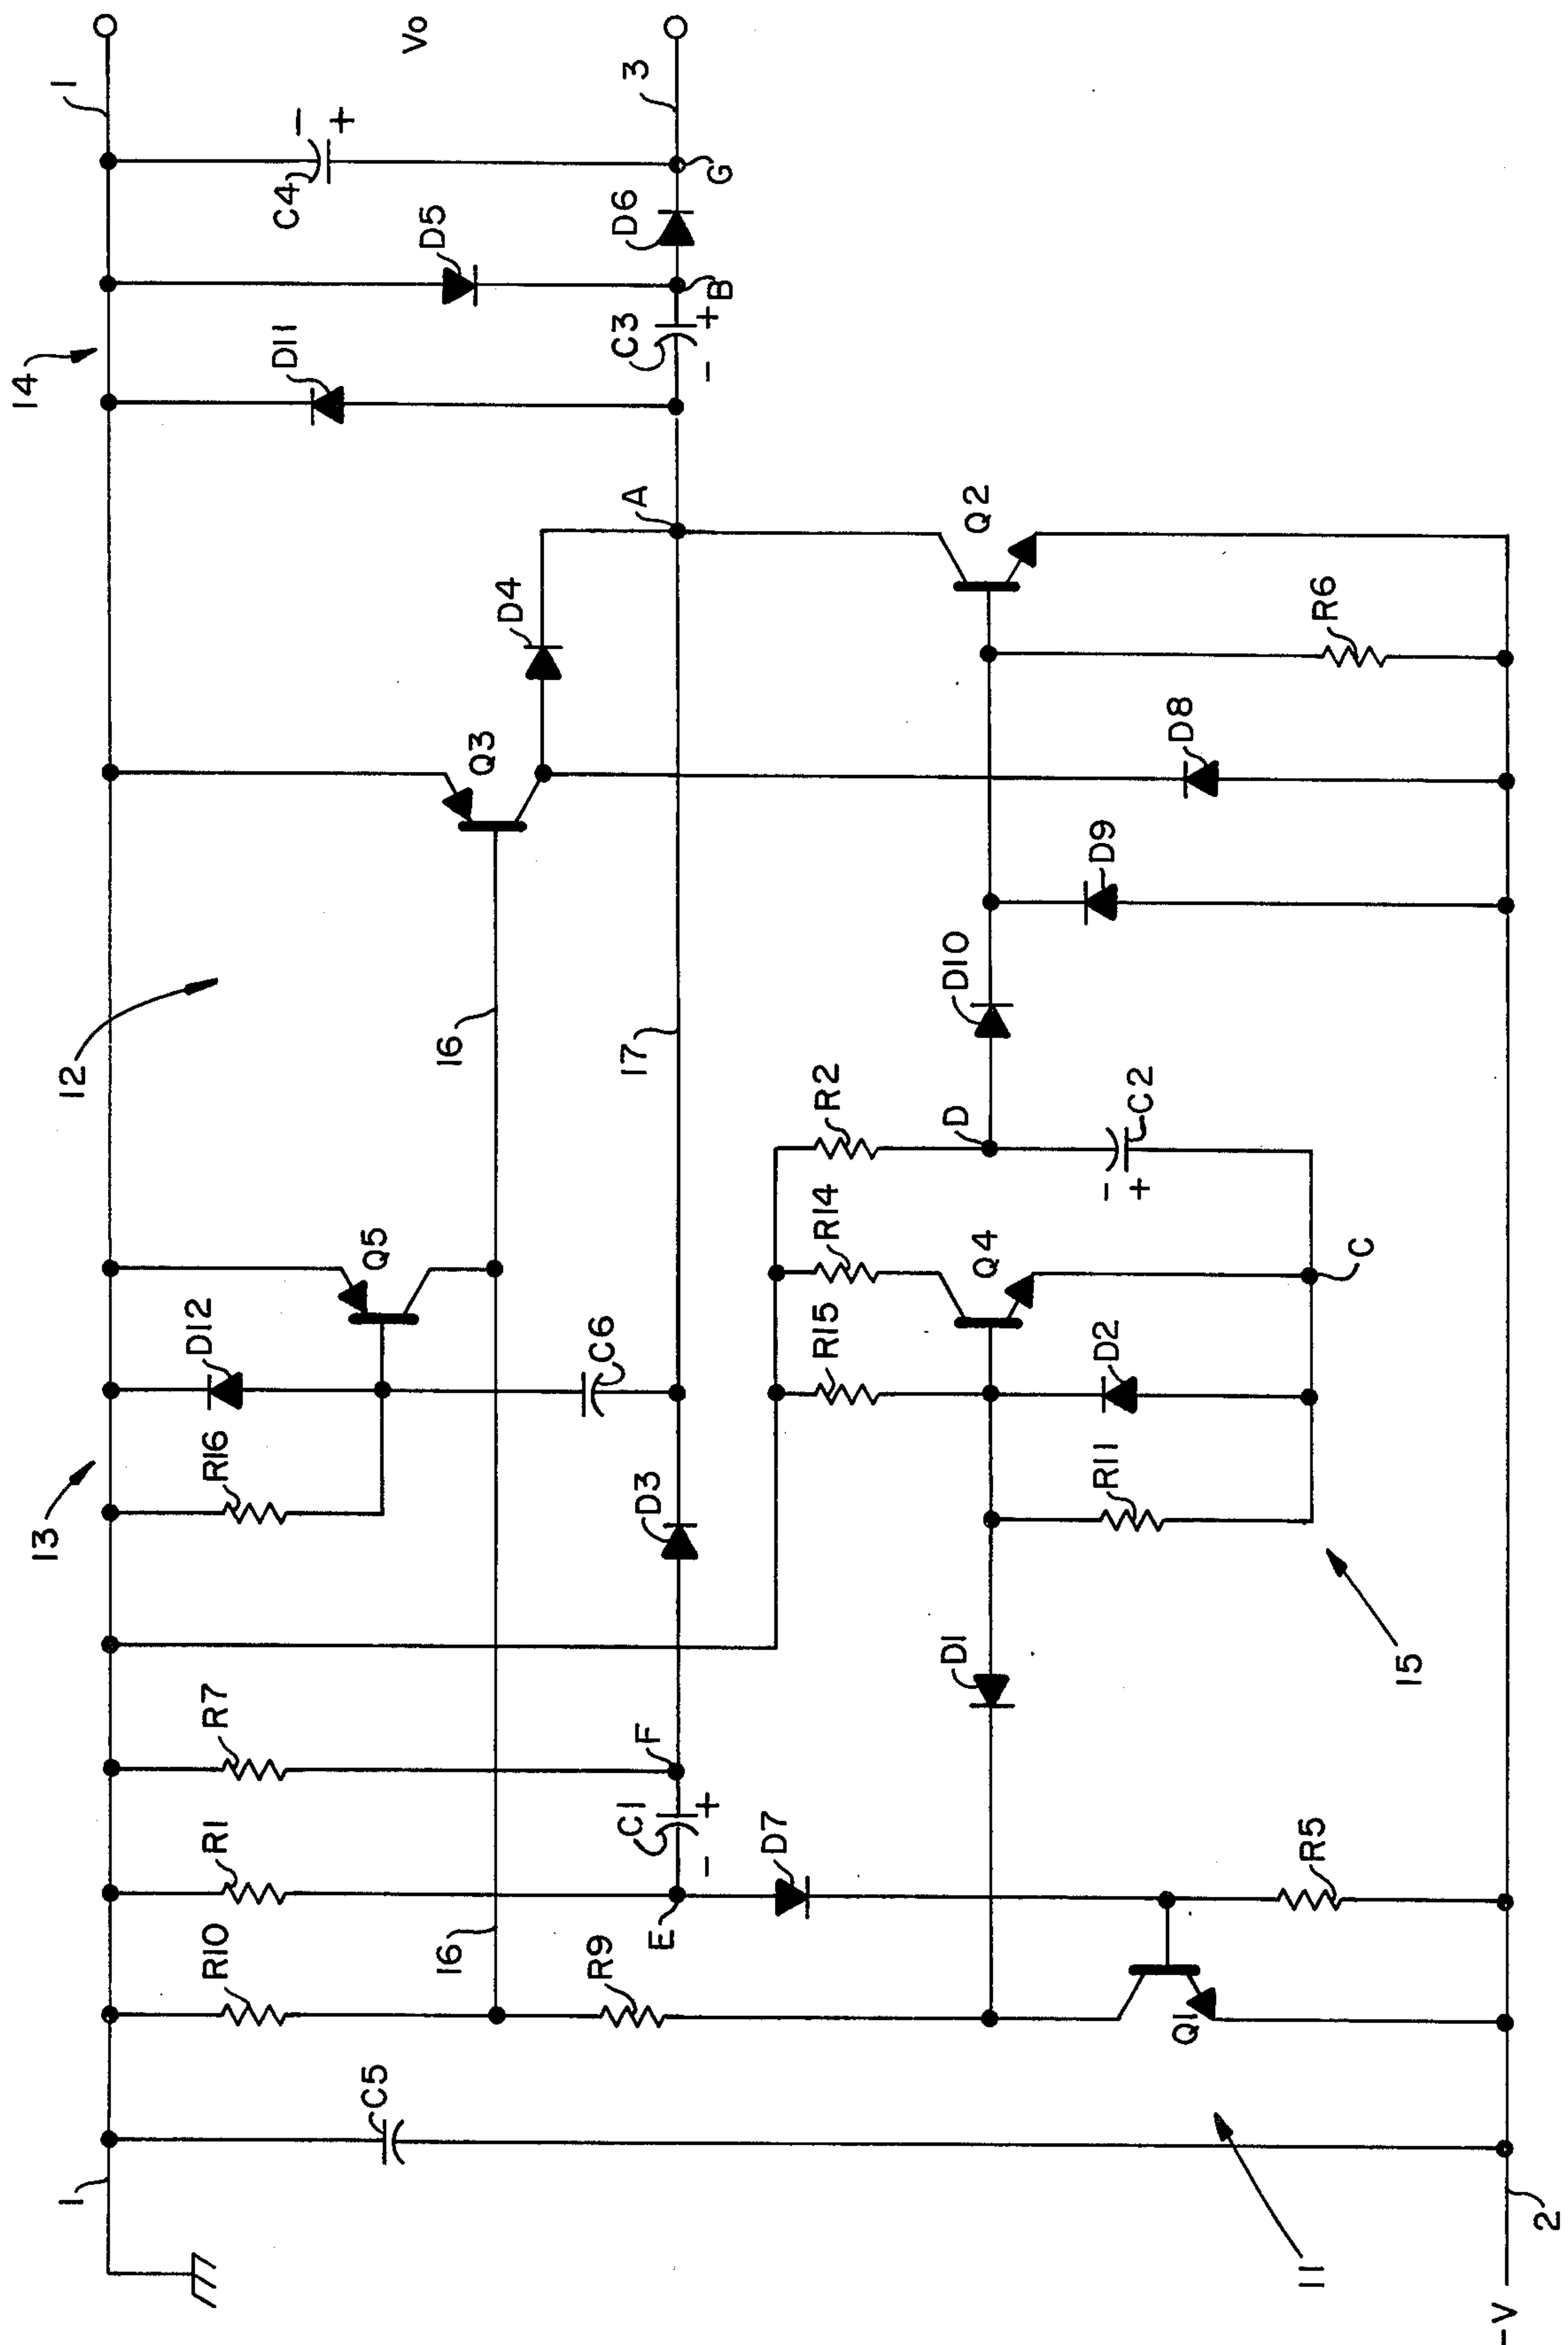 1
14
Vo
C4
-
+
D5
D6
3
G
B
D11
C3
+
-
A
D4
Q3
Q2
R6
D8
D9
12
16
17
D10
R2
D
C2
-
+
R14
Q4
R15
C
D2
R11
15
Q5
D12
C6
13
R16
D3
D1
R7
F
R1
C1
+
-
D7
R5
E
R10
16
R9
Q1
C5
1
11
2
-V